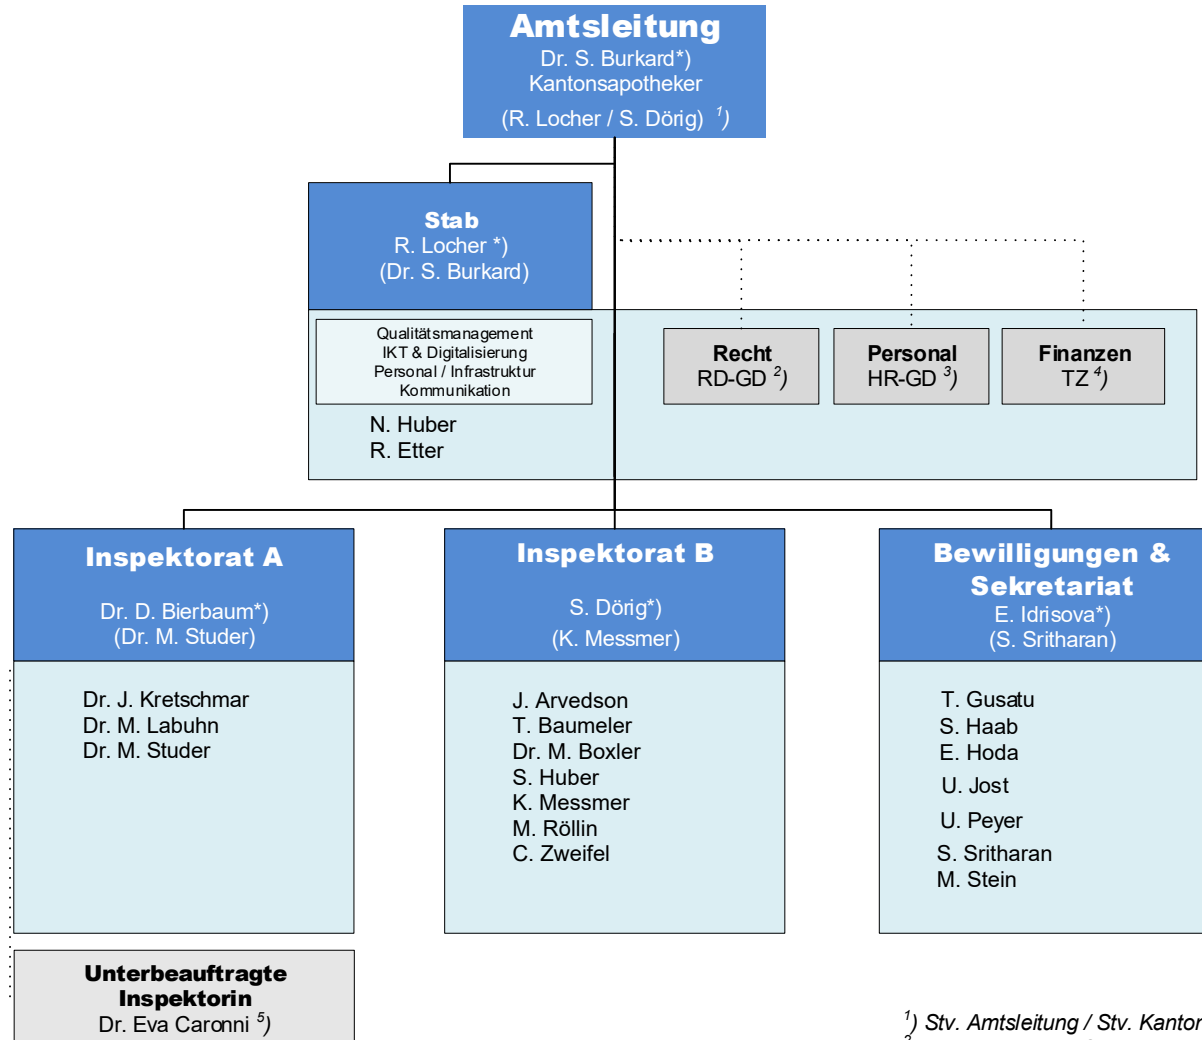 Amtsleitung
Dr. S. Burkard*)
Kantonsapotheker
(R. Locher / S. Dörig) 1)
Stab
R. Locher *)
(Dr. S. Burkard)
Qualitätsmanagement
IKT & Digitalisierung
Personal / Infrastruktur
Kommunikation
N. Huber
R. Etter
Recht
RD-GD 2)
Personal
HR-GD 3)
Finanzen
TZ 4)
Inspektorat A
Dr. D. Bierbaum*)
(Dr. M. Studer)
Dr. J. Kretschmar
Dr. M. Labuhn
Dr. M. Studer
Inspektorat B
S. Dörig*)
(K. Messmer)
J. Arvedson
T. Baumeler
Dr. M. Boxler
S. Huber
K. Messmer
M. Röllin
C. Zweifel
Bewilligungen &
Sekretariat
E. Idrisova*)
(S. Sritharan)
T. Gusatu
S. Haab
E. Hoda
U. Jost
U. Peyer
S. Sritharan
M. Stein
Unterbeauftragte
Inspektorin
Dr. Eva Caronni 5)
1) Stv. Amtsleitung / Stv. Kanton